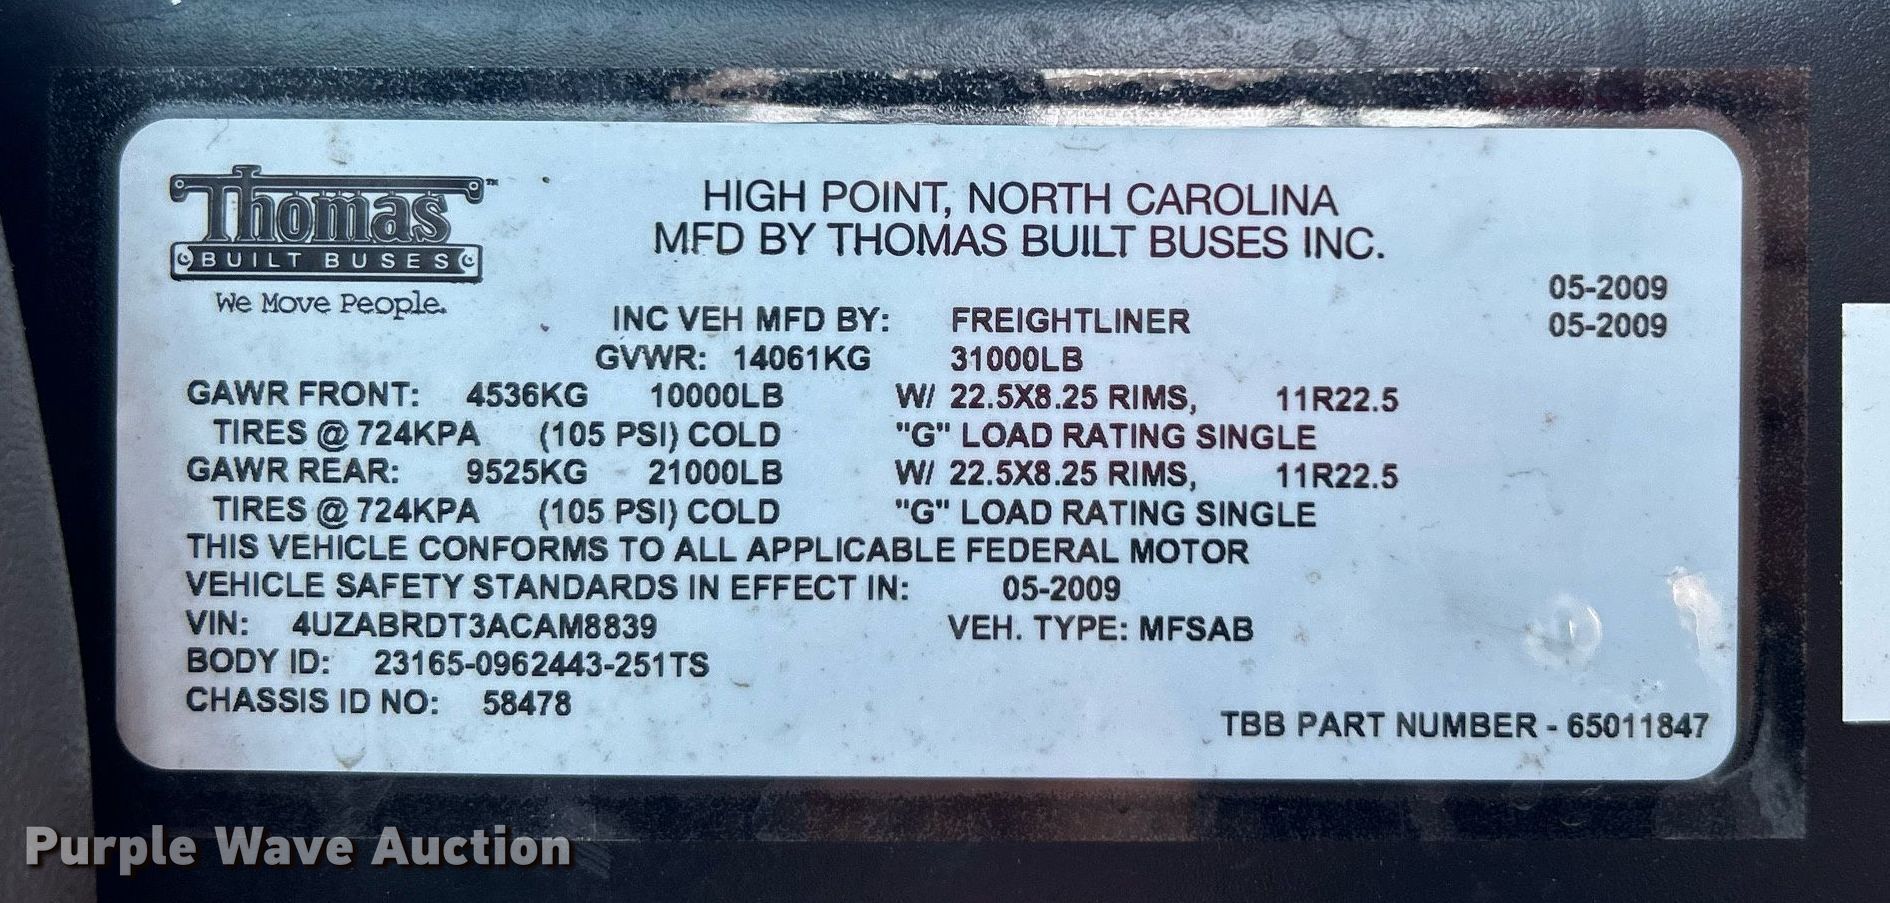 Thomas™
BUILT BUSES
We Move People.
HIGH POINT, NORTH CAROLINA
MFD BY THOMAS BUILT BUSES INC.
05-2009
INC VEH MFD BY: FREIGHTLINER 05-2009
GVWR: 14061KG 31000LB
GAWR FRONT: 4536KG 10000LB W/ 22.5X8.25 RIMS, 11R22.5
TIRES @ 724KPA (105 PSI) COLD "G" LOAD RATING SINGLE
GAWR REAR: 9525KG 21000LB W/ 22.5X8.25 RIMS, 11R22.5
TIRES @ 724KPA (105 PSI) COLD "G" LOAD RATING SINGLE
THIS VEHICLE CONFORMS TO ALL APPLICABLE FEDERAL MOTOR
VEHICLE SAFETY STANDARDS IN EFFECT IN: 05-2009
VIN: 4UZABRDT3ACAM8839 VEH. TYPE: MFSAB
BODY ID: 23165-0962443-251TS
CHASSIS ID NO: 58478
TBB PART NUMBER - 65011847
Purple Wave Auction